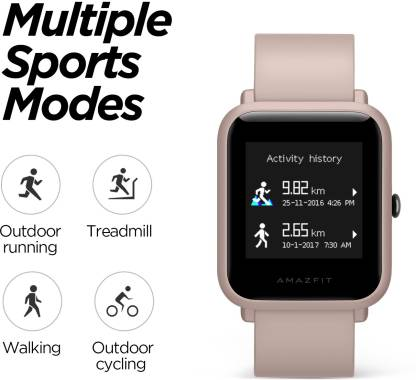 Multiple
Sports
Modes
Outdoor
running
Treadmill
Walking
Outdoor
cycling
Activity history
9.82 km
25-11-2016 4:26 PM
2.65 km
10-1-2017 7:30 AM
AMAZFIT